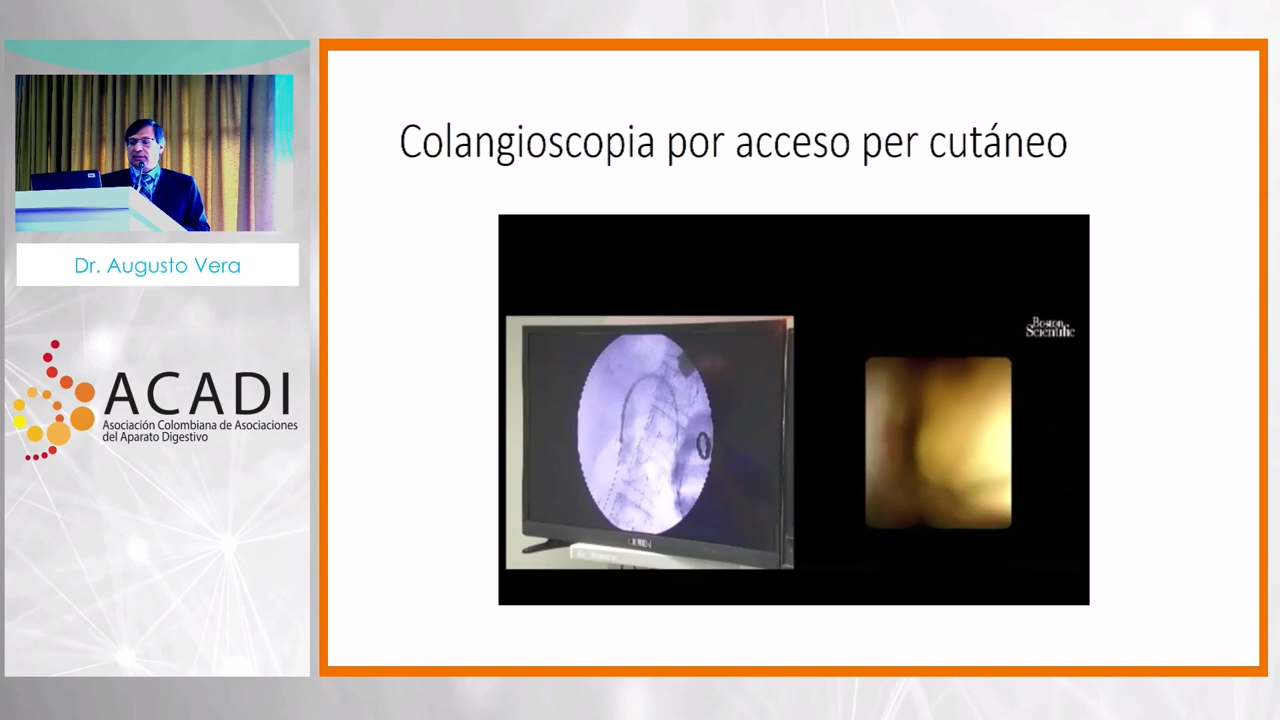 Colangioscopia por acceso per cutáneo
Boston
Scientific
Dr. Augusto Vera
ACADI
Asociación Colombiana de Asociaciones
del Aparato Digestivo